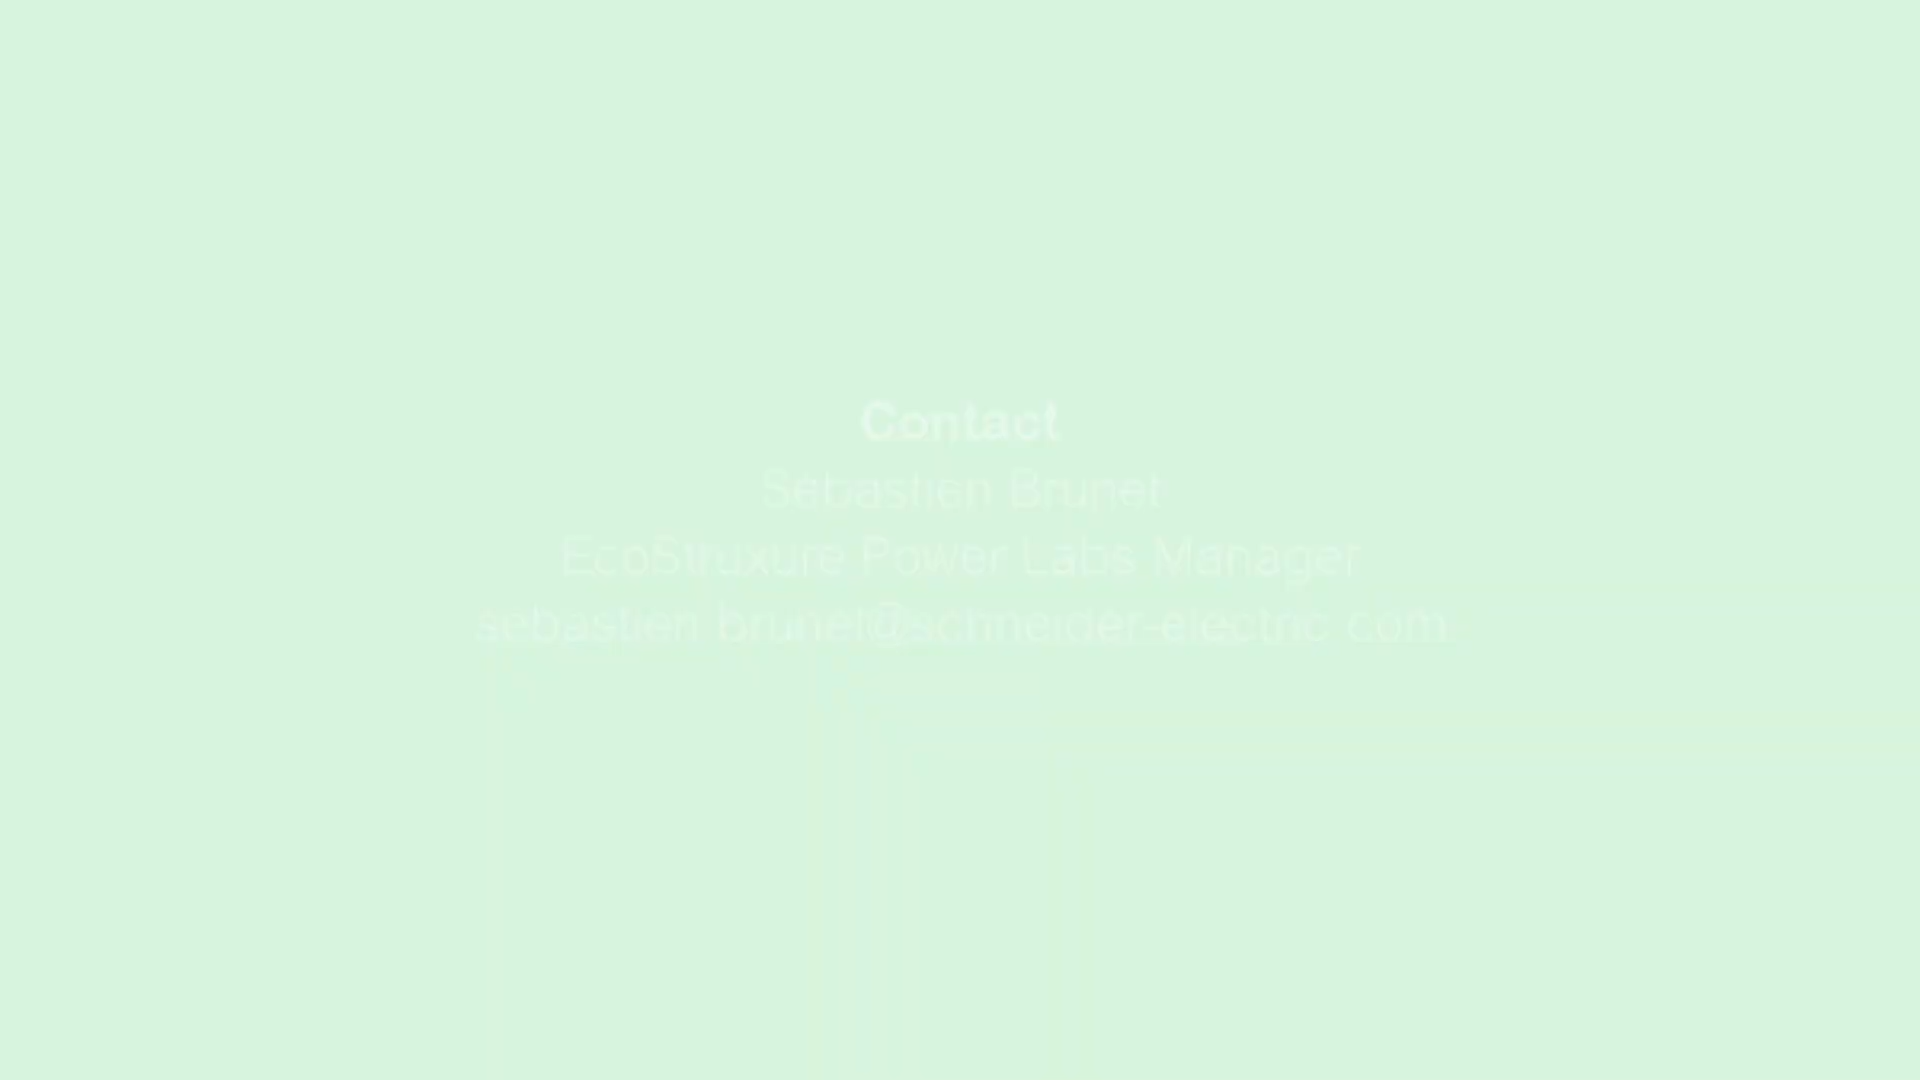 Contact
Sebastien Brunet
EcoStruxure Power Labs Manager
sebastien.brunet@schneider-electric.com